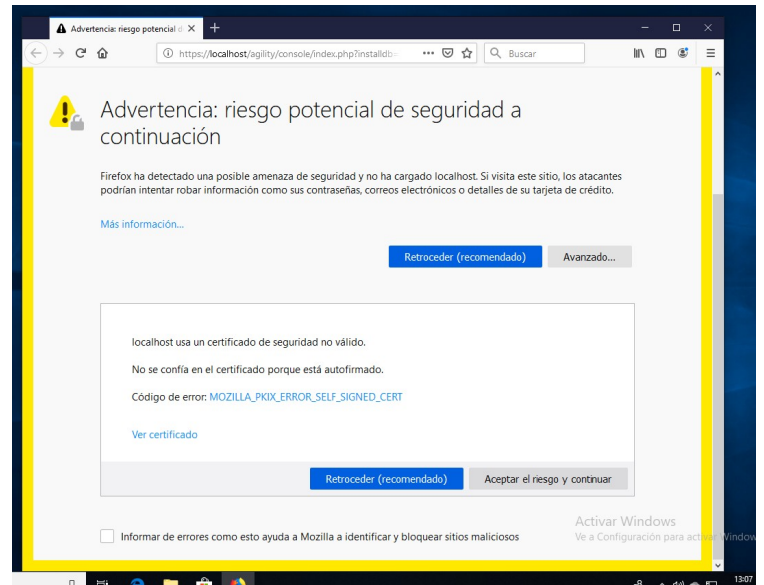 Advertencia: riesgo potencial d
https://localhost/agility/console/index.php?installdb
Buscar
Advertencia: riesgo potencial de seguridad a
continuación
Firefox ha detectado una posible amenaza de seguridad y no ha cargado localhost. Si visita este sitio, los atacantes
podrían intentar robar información como sus contraseñas, correos electrónicos o detalles de su tarjeta de crédito.
Más información...
Retroceder (recomendado) Avanzado...
localhost usa un certificado de seguridad no válido.
No se confía en el certificado porque está autofirmado.
Código de error: MOZILLA_PKIX_ERROR_SELF_SIGNED_CERT
Ver certificado
Retroceder (recomendado) Aceptar el riesgo y continuar
Activar Windows
Informar de errores como esto ayuda a Mozilla a identificar y bloquear sitios maliciosos
Ve a Configuración para activar Window
13:07